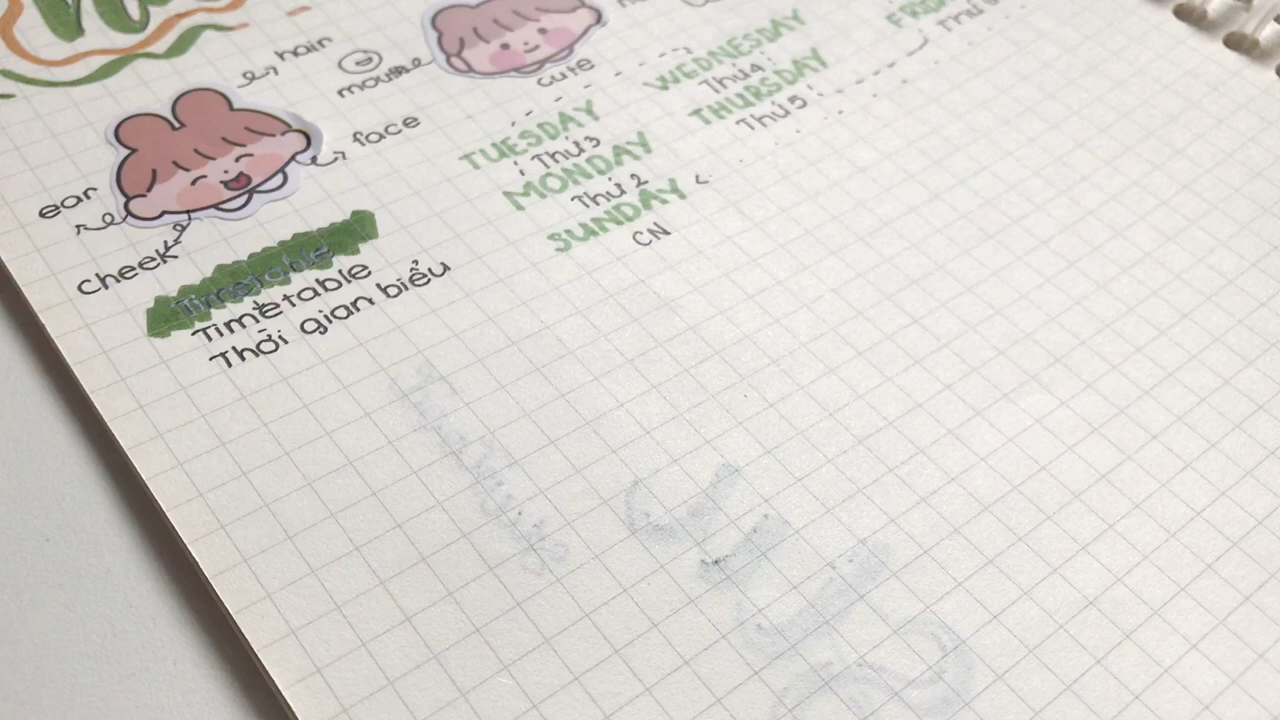 hair
mouse
cute
face
ear
cheek
Timetable
Timetable
Thời gian biểu
TUESDAY
Thứ 3
MONDAY
Thứ 2
SUNDAY
CN
WEDNESDAY
Thứ 4
THURSDAY
Thứ 5